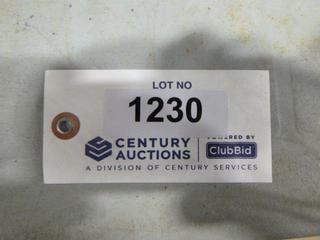 LOT NO
1230
CENTURY
AUCTIONS
POWERED BY
ClubBid
A DIVISION OF CENTURY SERVICES